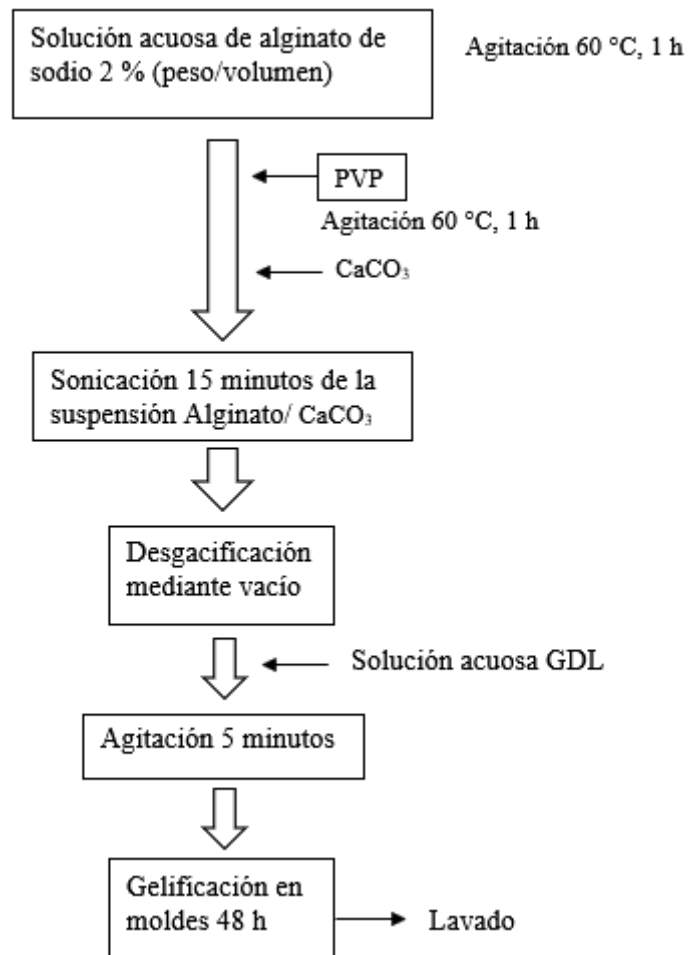 Solución acuosa de alginato de
sodio 2 % (peso/volumen)
Agitación 60 °C, 1 h
PVP
Agitación 60 °C, 1 h
CaCO₃
Sonicación 15 minutos de la
suspensión Alginato/ CaCO₃
Desgacificación
mediante vacío
Solución acuosa GDL
Agitación 5 minutos
Gelificación en
moldes 48 h
Lavado